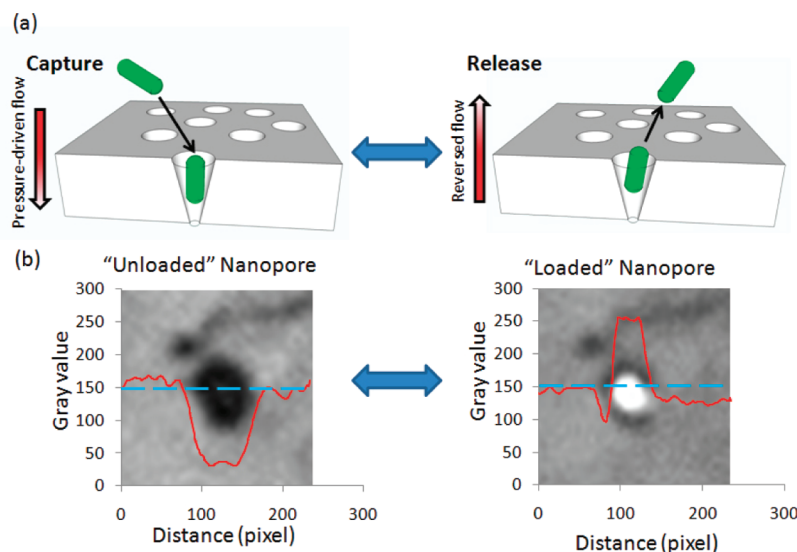 (a)
Capture
Pressure-driven flow
Release
Reversed flow
(b)
"Unloaded" Nanopore
300
250
200
150
100
50
0
Gray value
0
100
200
300
Distance (pixel)
"Loaded" Nanopore
300
250
200
150
100
50
0
Gray value
0
100
200
300
Distance (pixel)